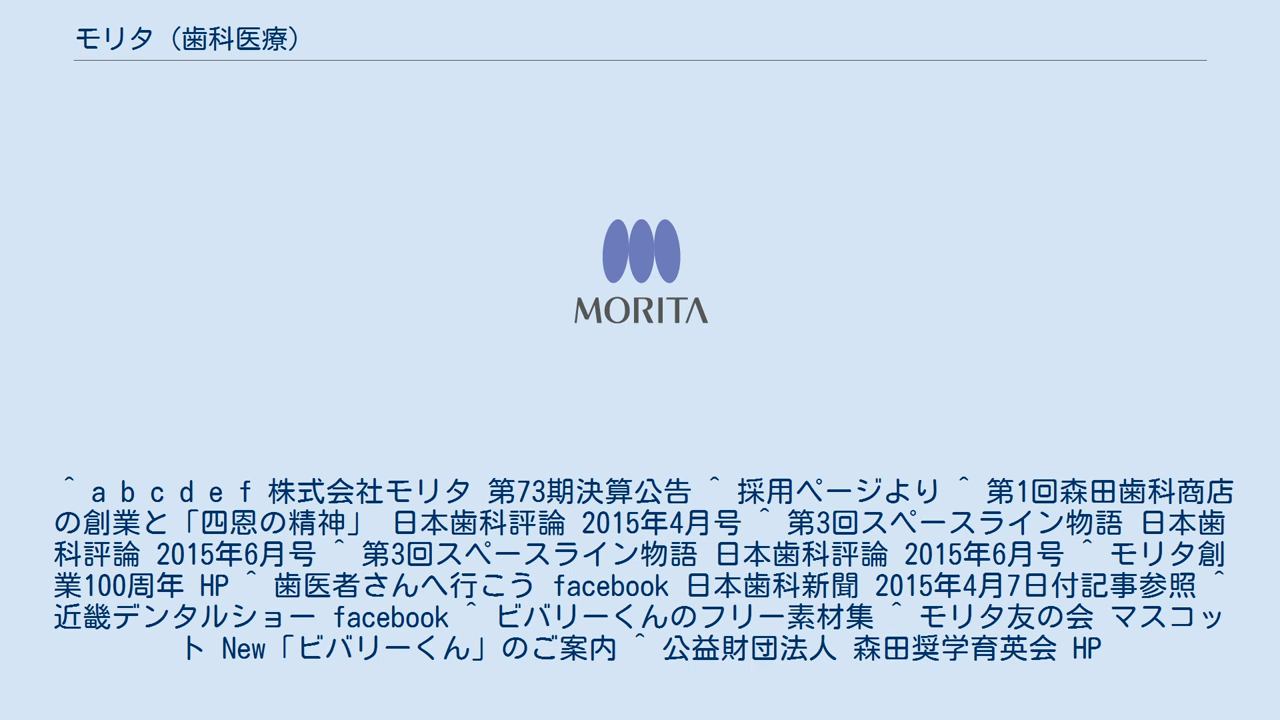 モリタ（歯科医療）
MORITA
^ a b c d e f 株式会社モリタ 第73期決算公告 ^ 採用ページより ^ 第1回森田歯科商店
の創業と「四恩の精神」 日本歯科評論 2015年4月号 ^ 第3回スペースライン物語 日本歯
科評論 2015年6月号 ^ 第3回スペースライン物語 日本歯科評論 2015年6月号 ^ モリタ創
業100周年 HP ^ 歯医者さんへ行こう facebook 日本歯科新聞 2015年4月7日付記事参照 ^
近畿デンタルショー facebook ^ ビバリーくんのフリー素材集 ^ モリタ友の会 マスコッ
ト New「ビバリーくん」のご案内 ^ 公益財団法人 森田奨学育英会 HP